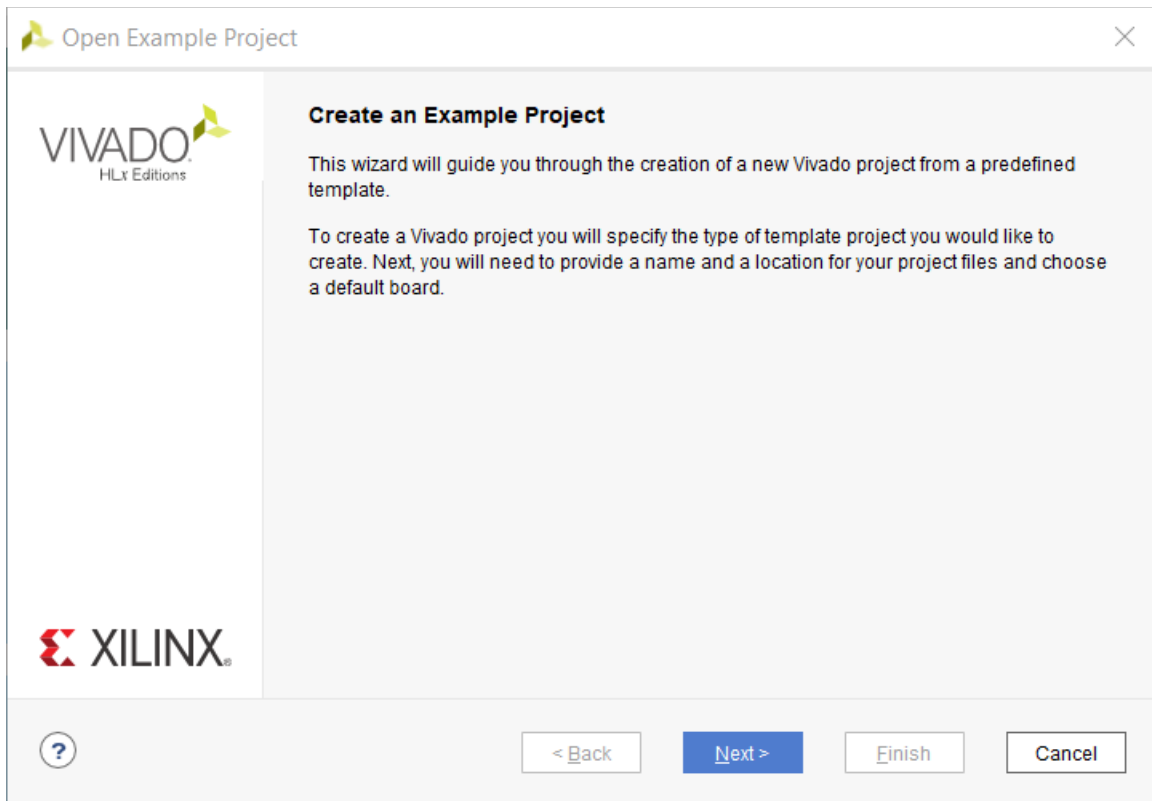 Open Example Project
VIVADO.
HLx Editions
Create an Example Project
This wizard will guide you through the creation of a new Vivado project from a predefined
template.
To create a Vivado project you will specify the type of template project you would like to
create. Next, you will need to provide a name and a location for your project files and choose
a default board.
XILINX®
? < Back Next > Finish Cancel